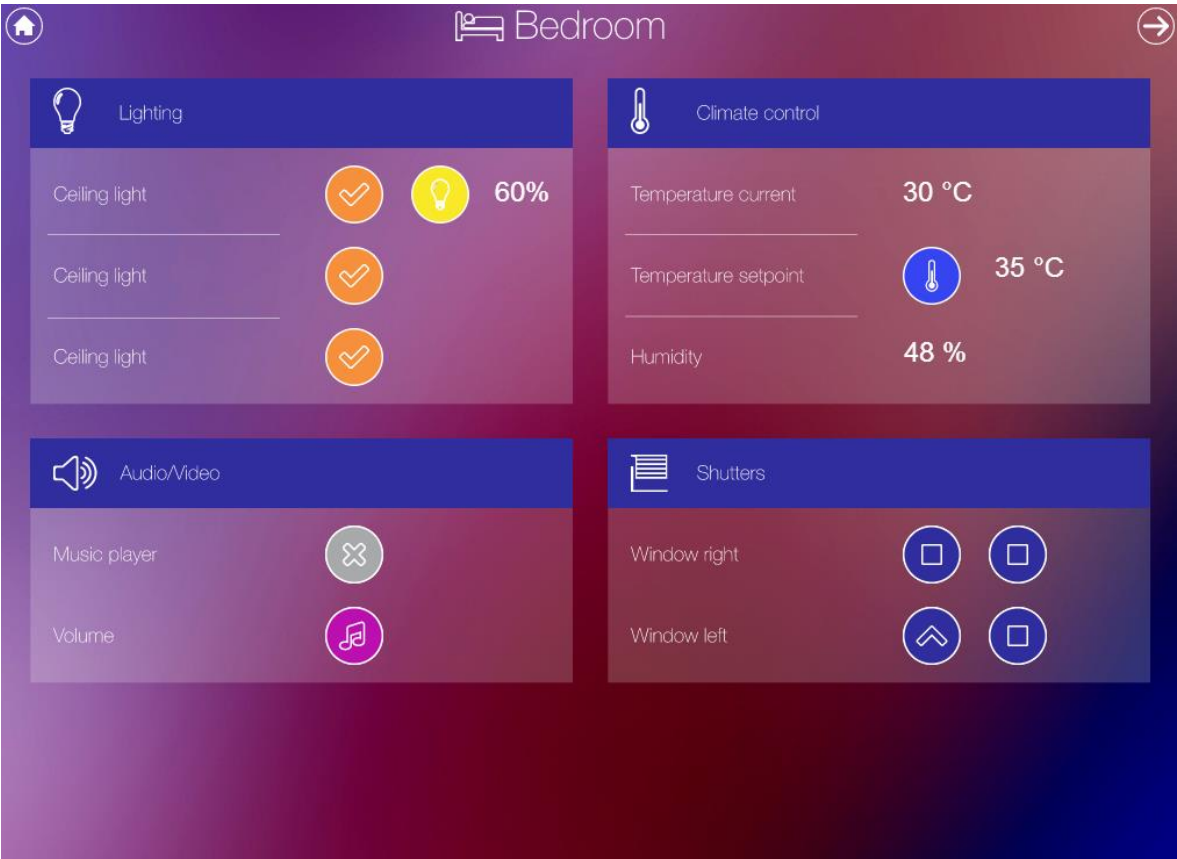 Bedroom
Lighting
Ceiling light 60%
Ceiling light
Ceiling light
Climate control
Temperature current 30 °C
Temperature setpoint 35 °C
Humidity 48 %
Audio/Video
Music player
Volume
Shutters
Window right
Window left